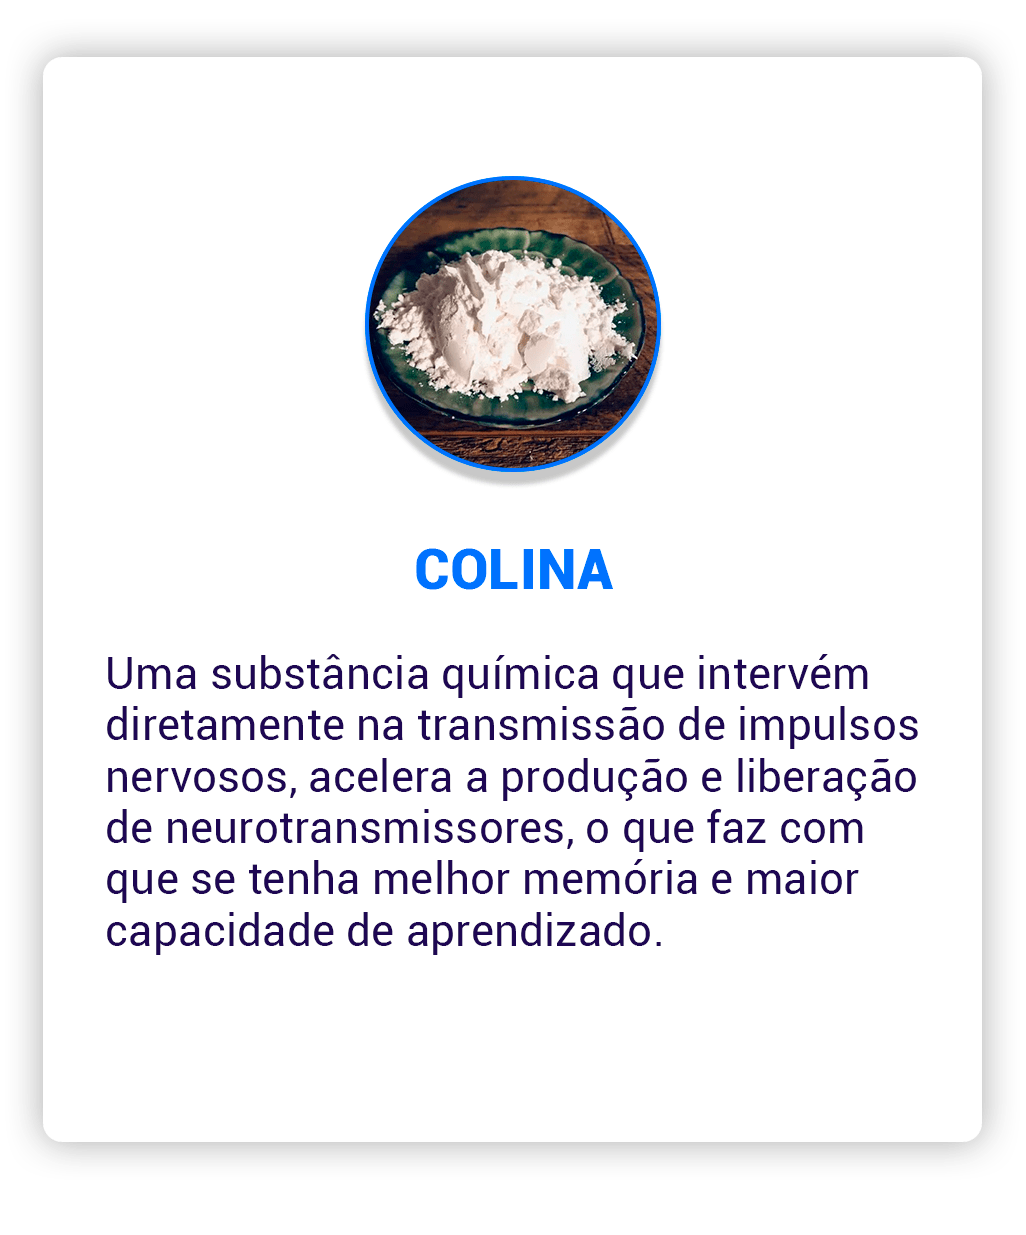 COLINA
Uma substância química que intervém
diretamente na transmissão de impulsos
nervosos, acelera a produção e liberação
de neurotransmissores, o que faz com
que se tenha melhor memória e maior
capacidade de aprendizado.